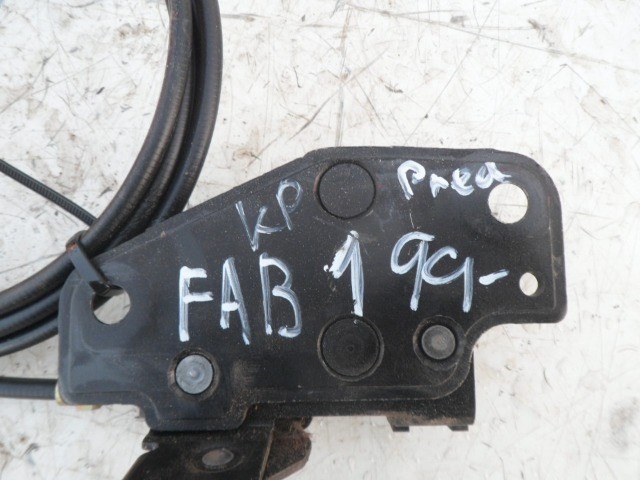 KP Pred
FAB 1 99-